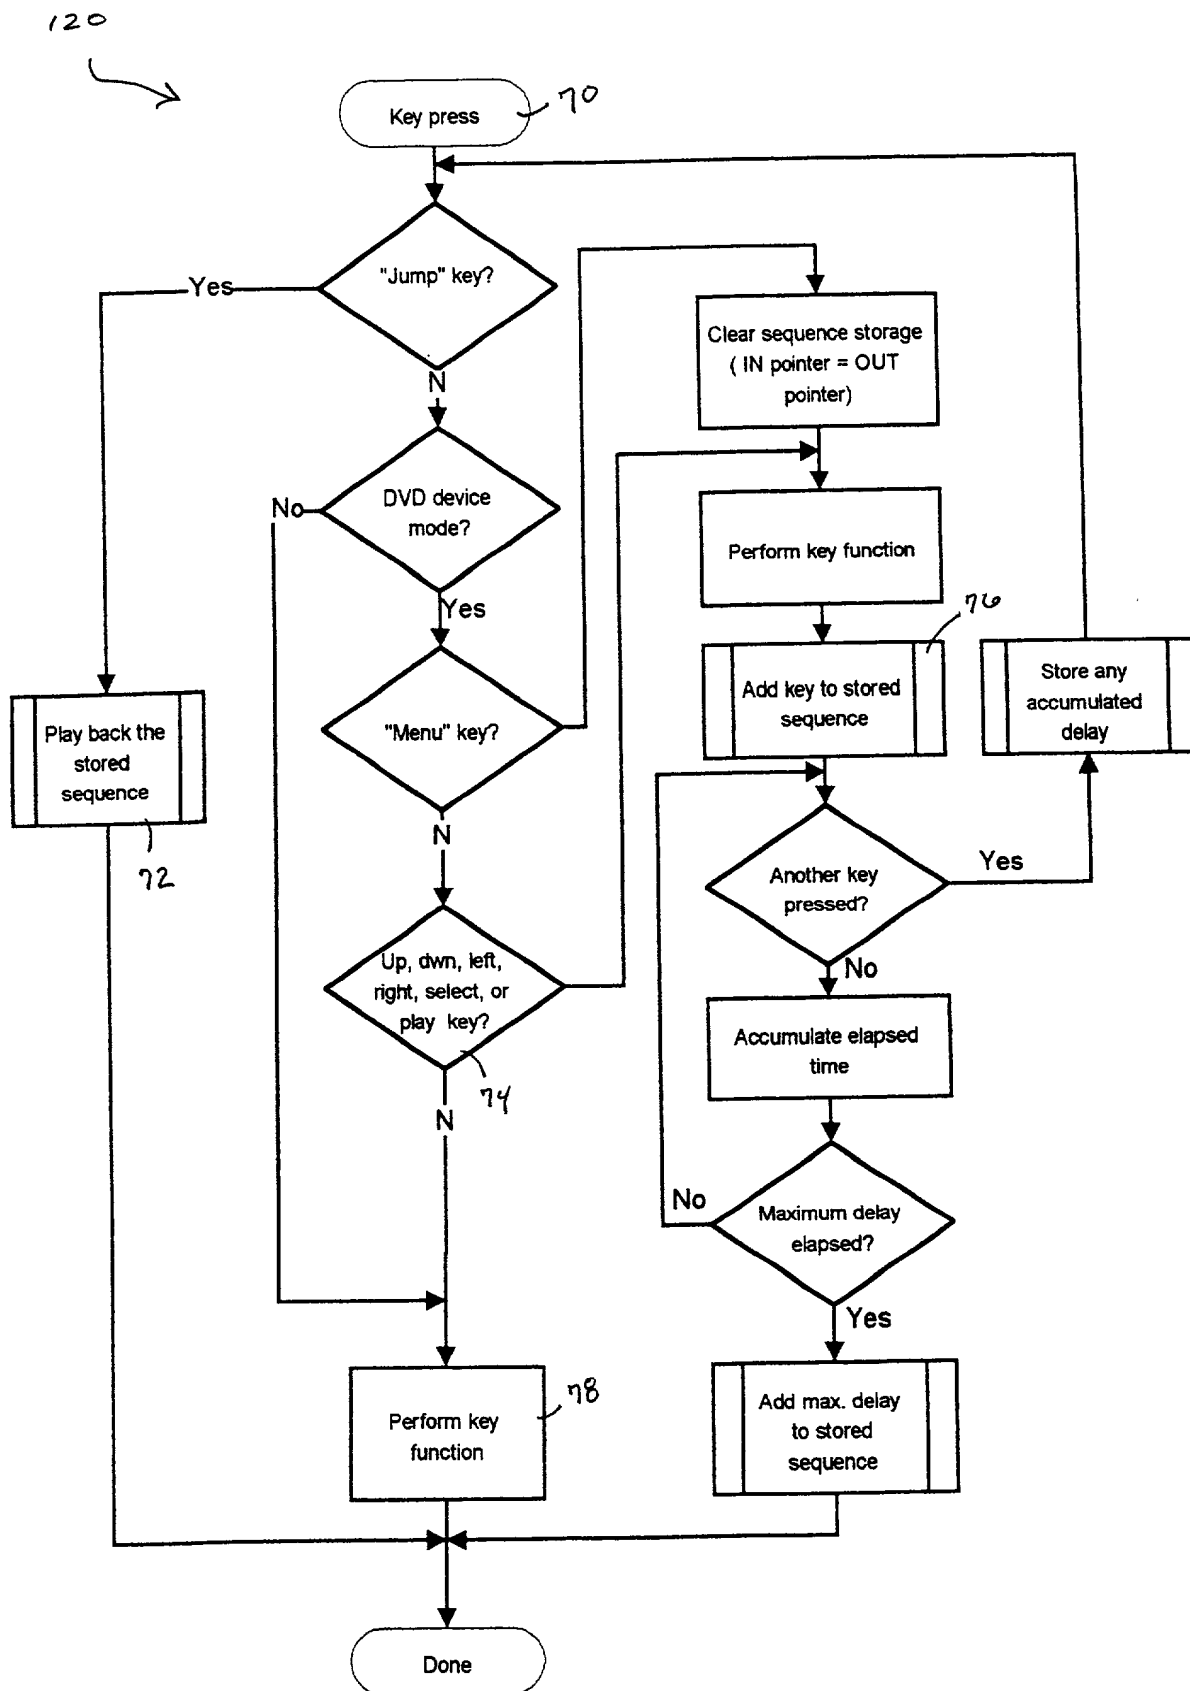 120
Key press
70
"Jump" key?
Yes
N
DVD device
mode?
No
Yes
"Menu" key?
N
Up, dwn, left,
right, select, or
play key?
74
N
Perform key
function
78
Play back the
stored
sequence
72
Clear sequence storage
( IN pointer = OUT
pointer)
Perform key function
Add key to stored
sequence
76
Another key
pressed?
Yes
Store any
accumulated
delay
No
Accumulate elapsed
time
Maximum delay
elapsed?
No
Yes
Add max. delay
to stored
sequence
Done